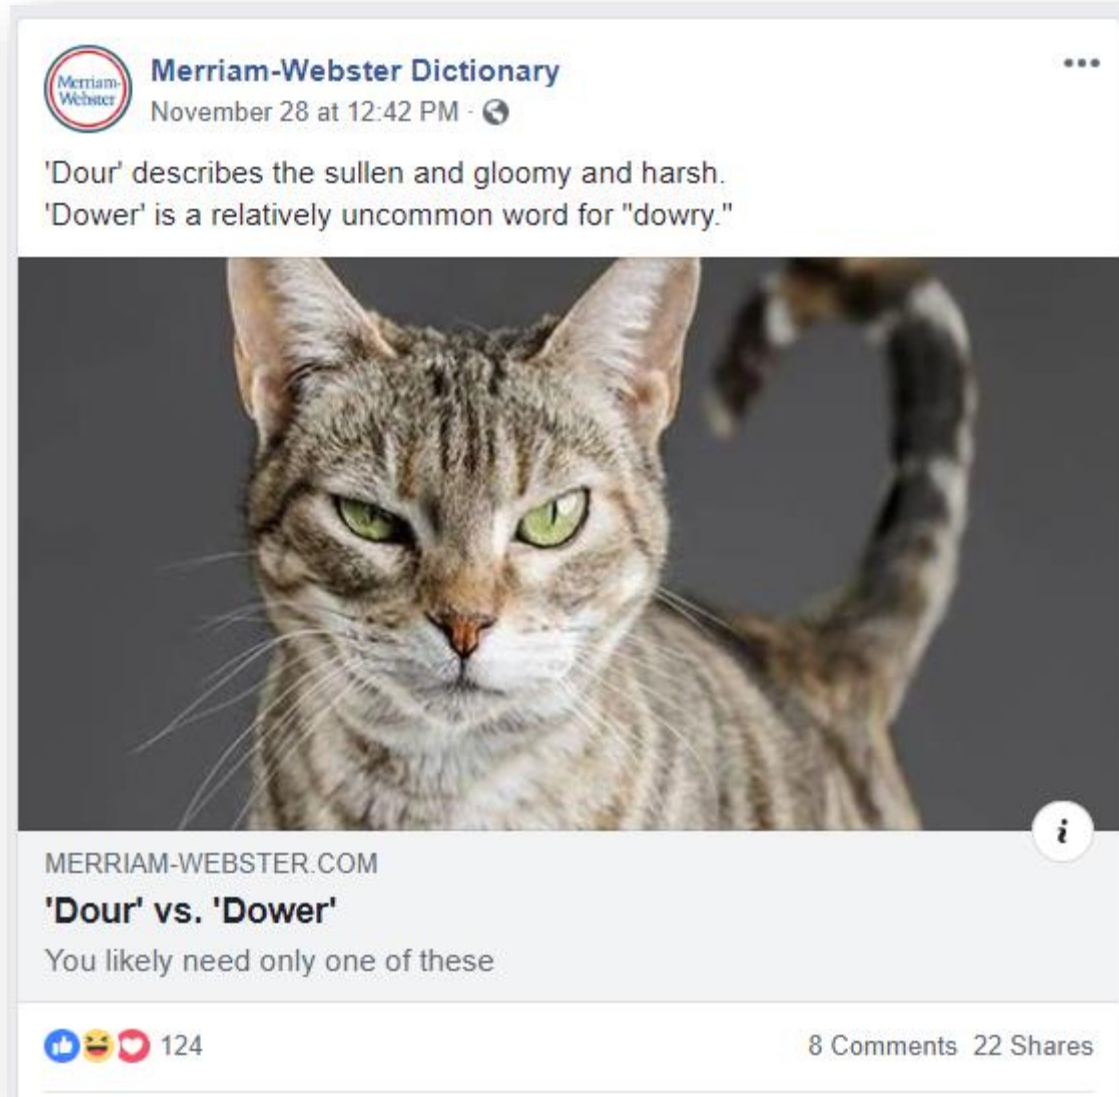 Merriam-Webster
Merriam-Webster Dictionary
November 28 at 12:42 PM ·
'Dour' describes the sullen and gloomy and harsh.
'Dower' is a relatively uncommon word for "dowry."
i
MERRIAM-WEBSTER.COM
'Dour' vs. 'Dower'
You likely need only one of these
124 8 Comments 22 Shares